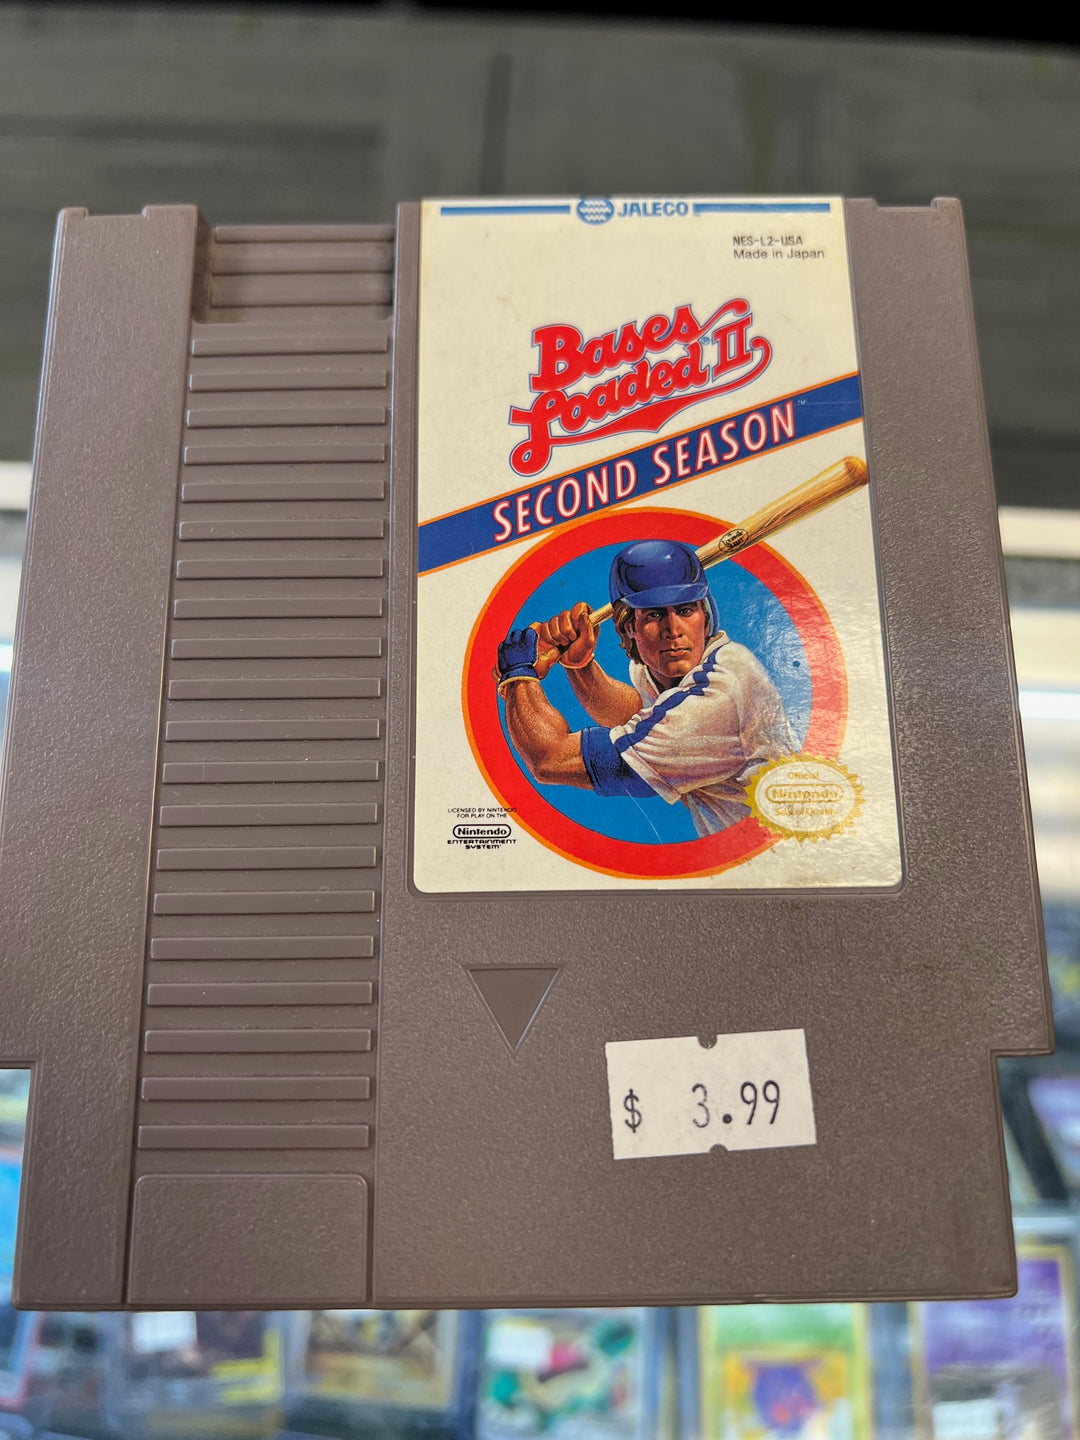 JALECO
NES-L2-USA
Made in Japan
Bases
Loaded II
SECOND SEASON
Official
Nintendo
Seal of Quality
LICENSED BY NINTENDO
FOR PLAY ON THE
Nintendo
ENTERTAINMENT
SYSTEM
$ 3.99